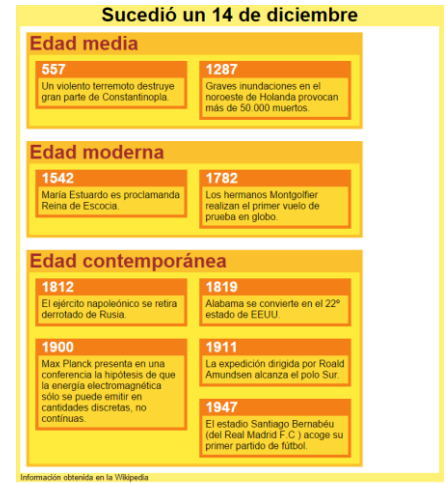 Sucedió un 14 de diciembre
Edad media
557
Un violento terremoto destruye
gran parte de Constantinopla.
1287
Graves inundaciones en el
noroeste de Holanda provocan
más de 50.000 muertos.
Edad moderna
1542
María Estuardo es proclamanda
Reina de Escocia.
1782
Los hermanos Montgolfier
realizan el primer vuelo de
prueba en globo.
Edad contemporánea
1812
El ejército napoleónico se retira
derrotado de Rusia.
1819
Alabama se convierte en el 22º
estado de EEUU.
1900
Max Planck presenta en una
conferencia la hipótesis de que
la energía electromagnética
sólo se puede emitir en
cantidades discretas, no
contínuas.
1911
La expedición dirigida por Roald
Amundsen alcanza el polo Sur.
1947
El estadio Santiago Bernabéu
(del Real Madrid F.C ) acoge su
primer partido de fútbol.
Información obtenida en la Wikipedia